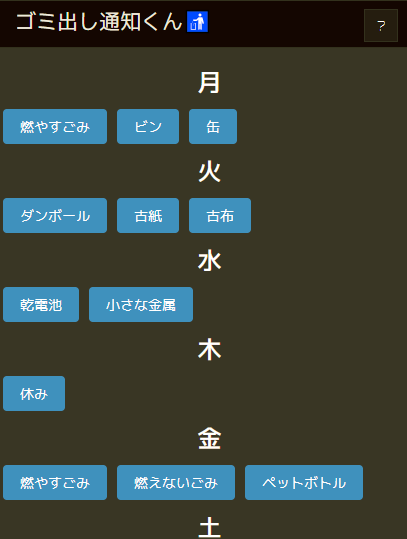 ゴミ出し通知くん🚮 ?
月
燃やすごみ ビン 缶
火
ダンボール 古紙 古布
水
乾電池 小さな金属
木
休み
金
燃やすごみ 燃えないごみ ペットボトル
土